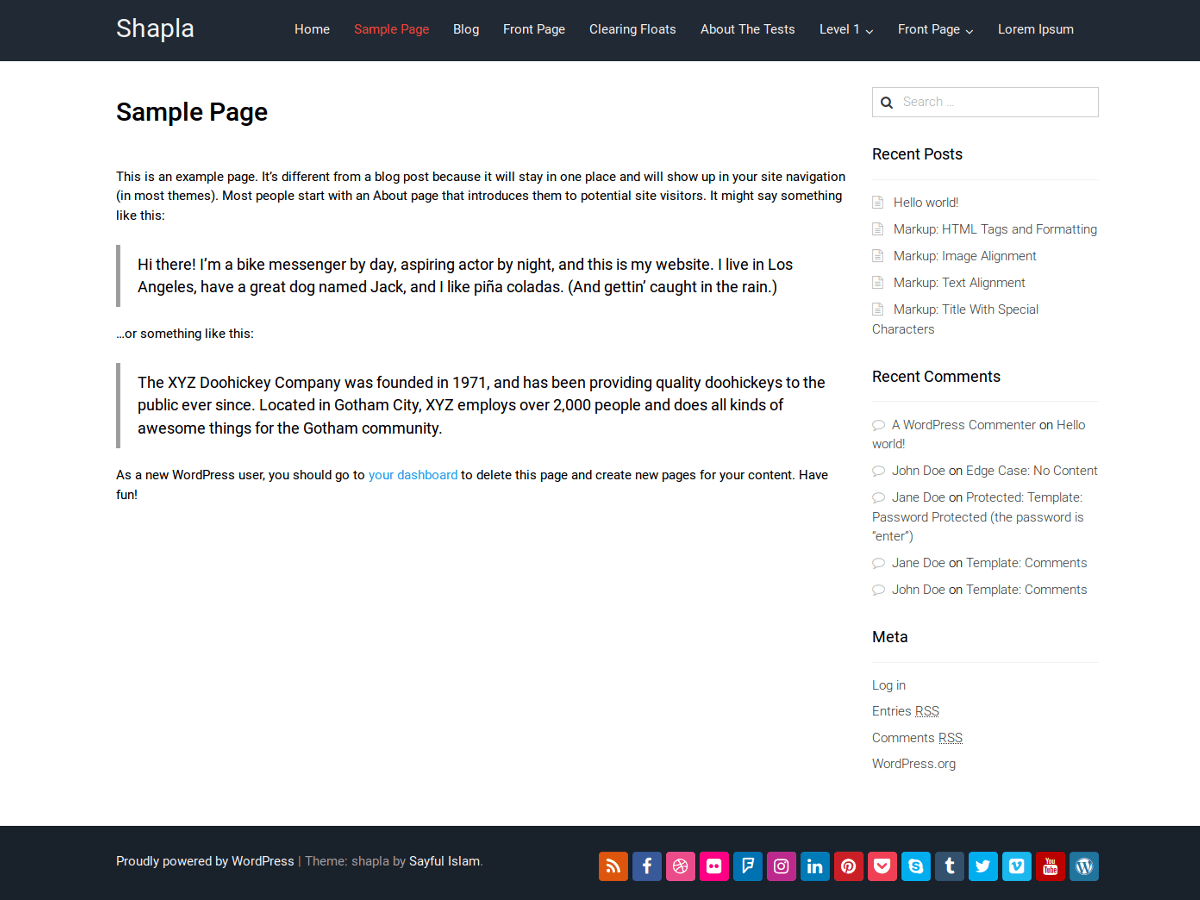 Shapla
Home Sample Page Blog Front Page Clearing Floats About The Tests Level 1 Front Page Lorem Ipsum
Sample Page
This is an example page. It’s different from a blog post because it will stay in one place and will show up in your site navigation
(in most themes). Most people start with an About page that introduces them to potential site visitors. It might say something
like this:
Hi there! I’m a bike messenger by day, aspiring actor by night, and this is my website. I live in Los
Angeles, have a great dog named Jack, and I like piña coladas. (And gettin’ caught in the rain.)
…or something like this:
The XYZ Doohickey Company was founded in 1971, and has been providing quality doohickeys to the
public ever since. Located in Gotham City, XYZ employs over 2,000 people and does all kinds of
awesome things for the Gotham community.
As a new WordPress user, you should go to your dashboard to delete this page and create new pages for your content. Have
fun!
Search …
Recent Posts
Hello world!
Markup: HTML Tags and Formatting
Markup: Image Alignment
Markup: Text Alignment
Markup: Title With Special
Characters
Recent Comments
A WordPress Commenter on Hello
world!
John Doe on Edge Case: No Content
Jane Doe on Protected: Template:
Password Protected (the password is
“enter”)
Jane Doe on Template: Comments
John Doe on Template: Comments
Meta
Log in
Entries RSS
Comments RSS
WordPress.org
Proudly powered by WordPress | Theme: shapla by Sayful Islam.
You
Tube